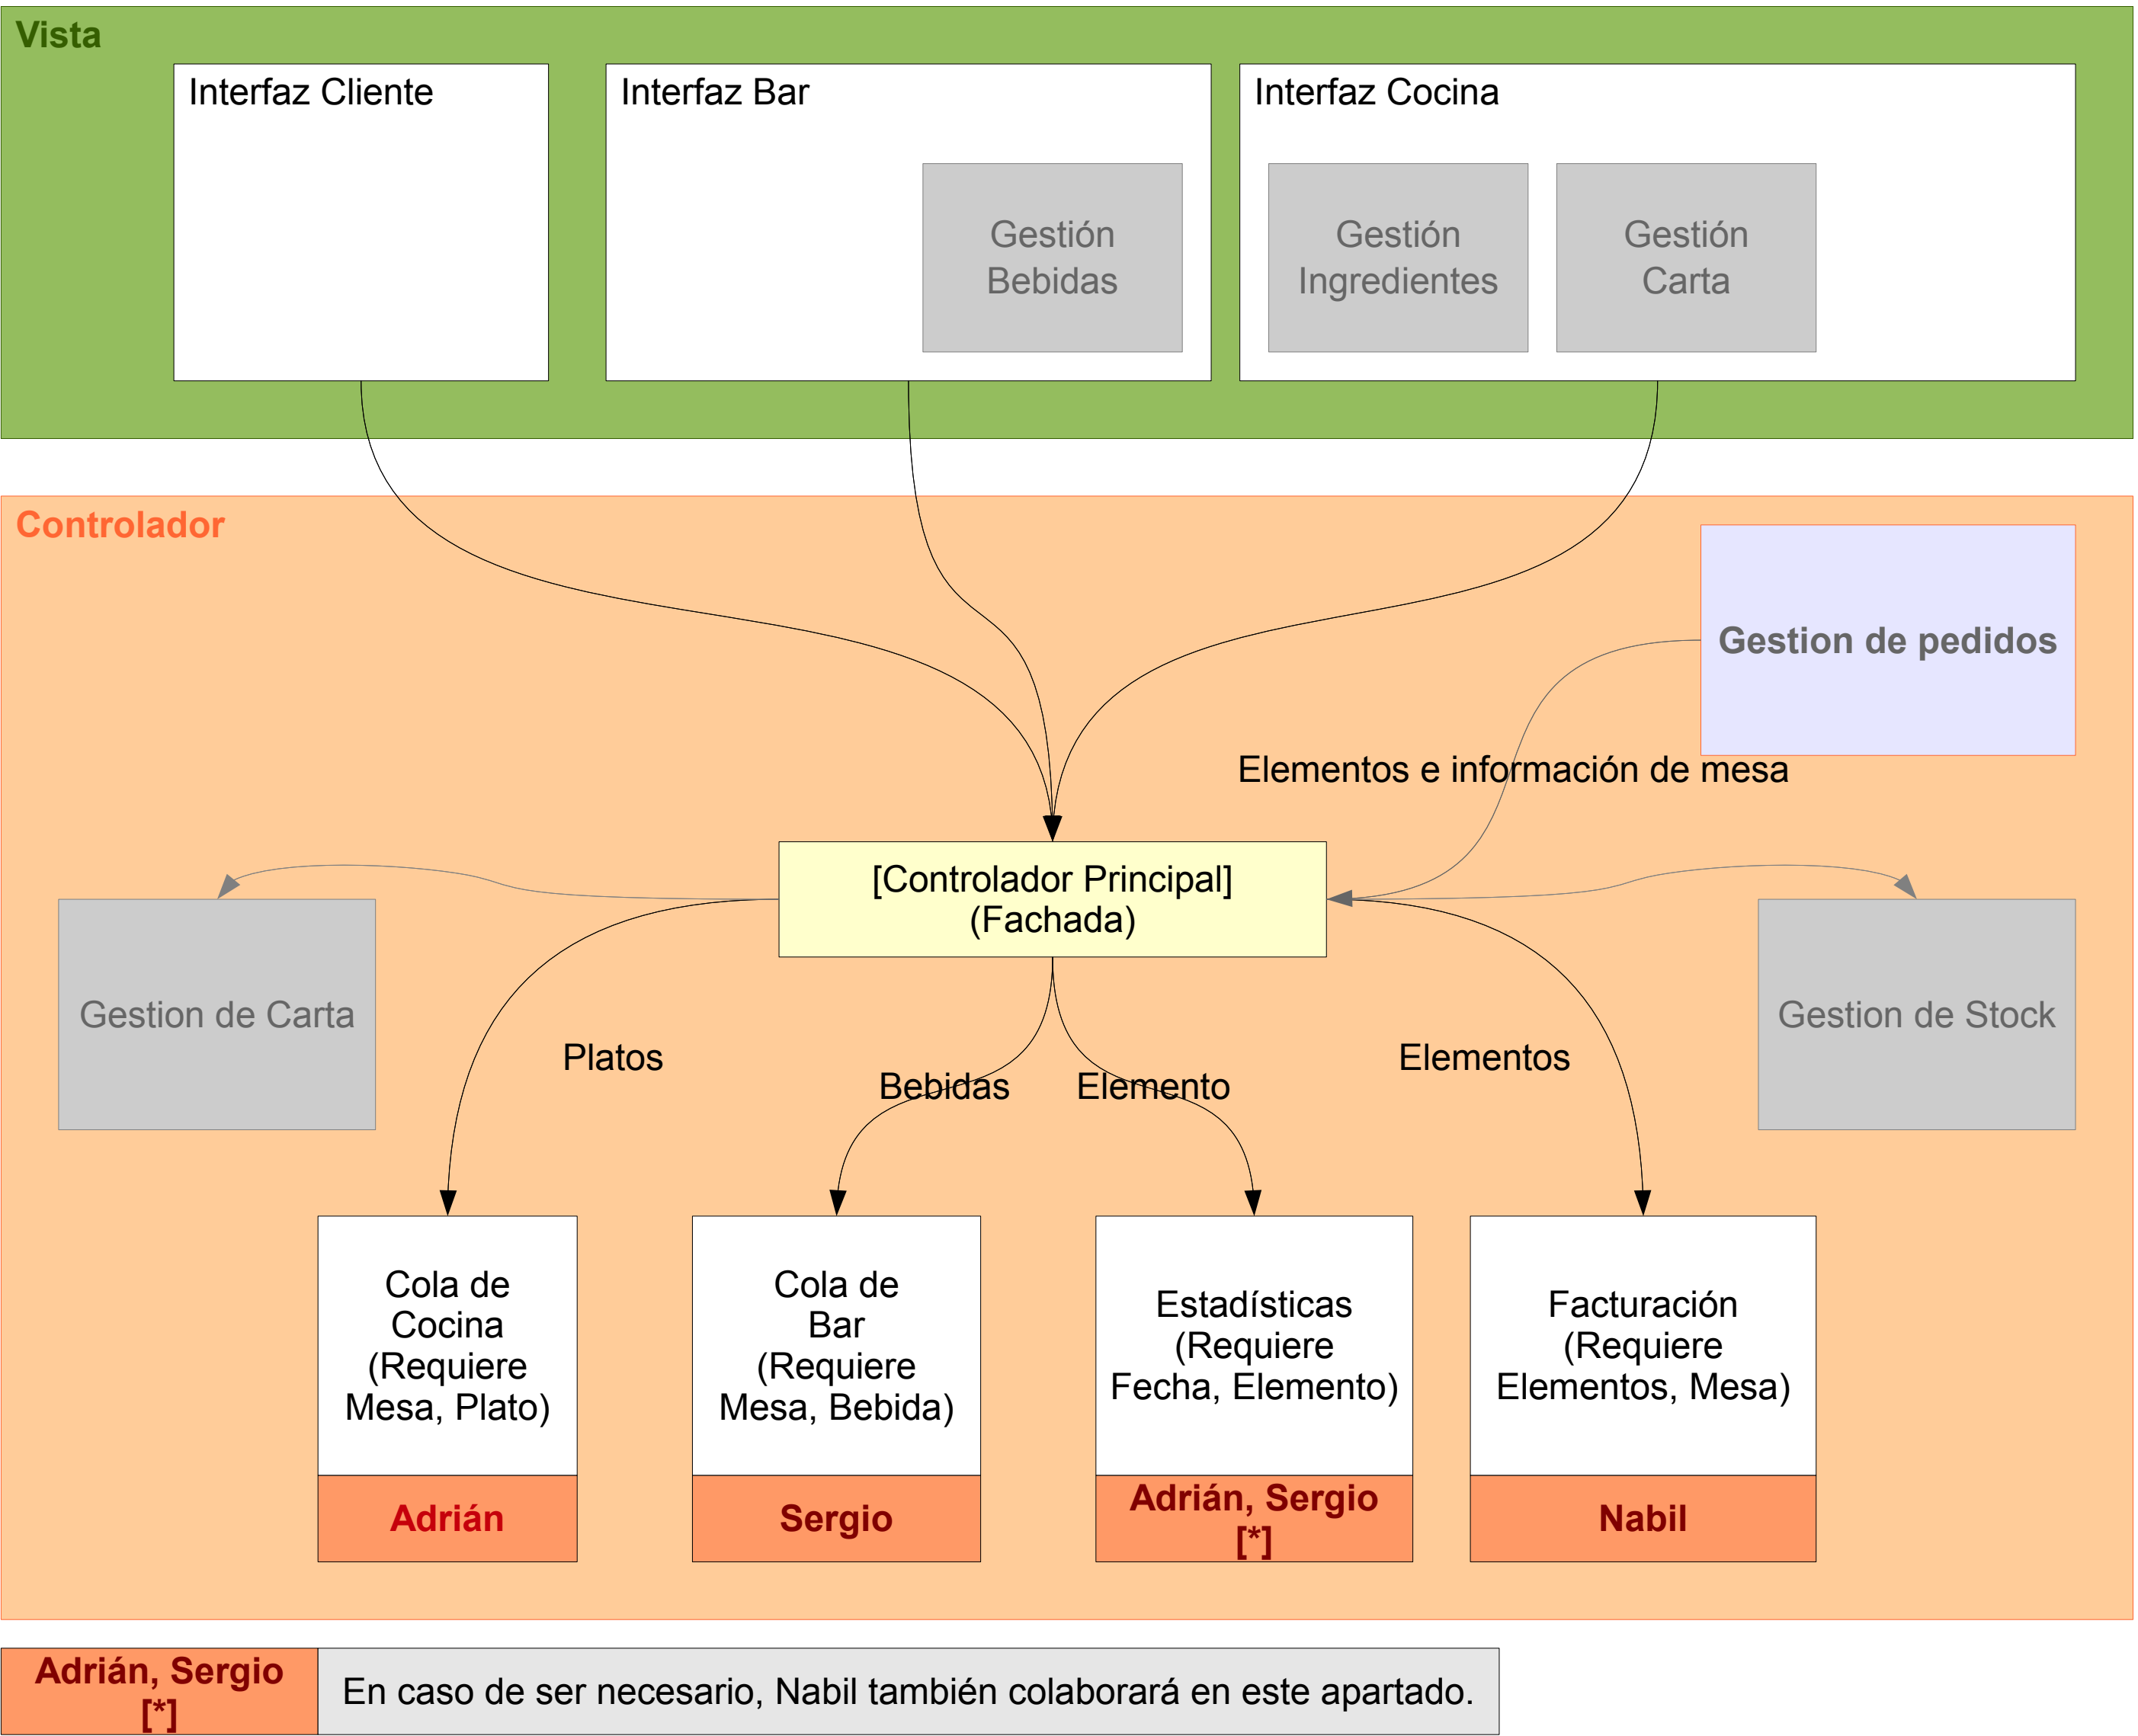 Vista
Interfaz Cliente
Interfaz Bar
Interfaz Cocina
Gestión
Bebidas
Gestión
Ingredientes
Gestión
Carta
Controlador
Gestion de pedidos
Elementos e información de mesa
[Controlador Principal]
(Fachada)
Gestion de Carta
Gestion de Stock
Platos
Bebidas
Elemento
Elementos
Cola de
Cocina
(Requiere
Mesa, Plato)
Adrián
Cola de
Bar
(Requiere
Mesa, Bebida)
Sergio
Estadísticas
(Requiere
Fecha, Elemento)
Adrián, Sergio
[*]
Facturación
(Requiere
Elementos, Mesa)
Nabil
Adrián, Sergio
[*]
En caso de ser necesario, Nabil también colaborará en este apartado.